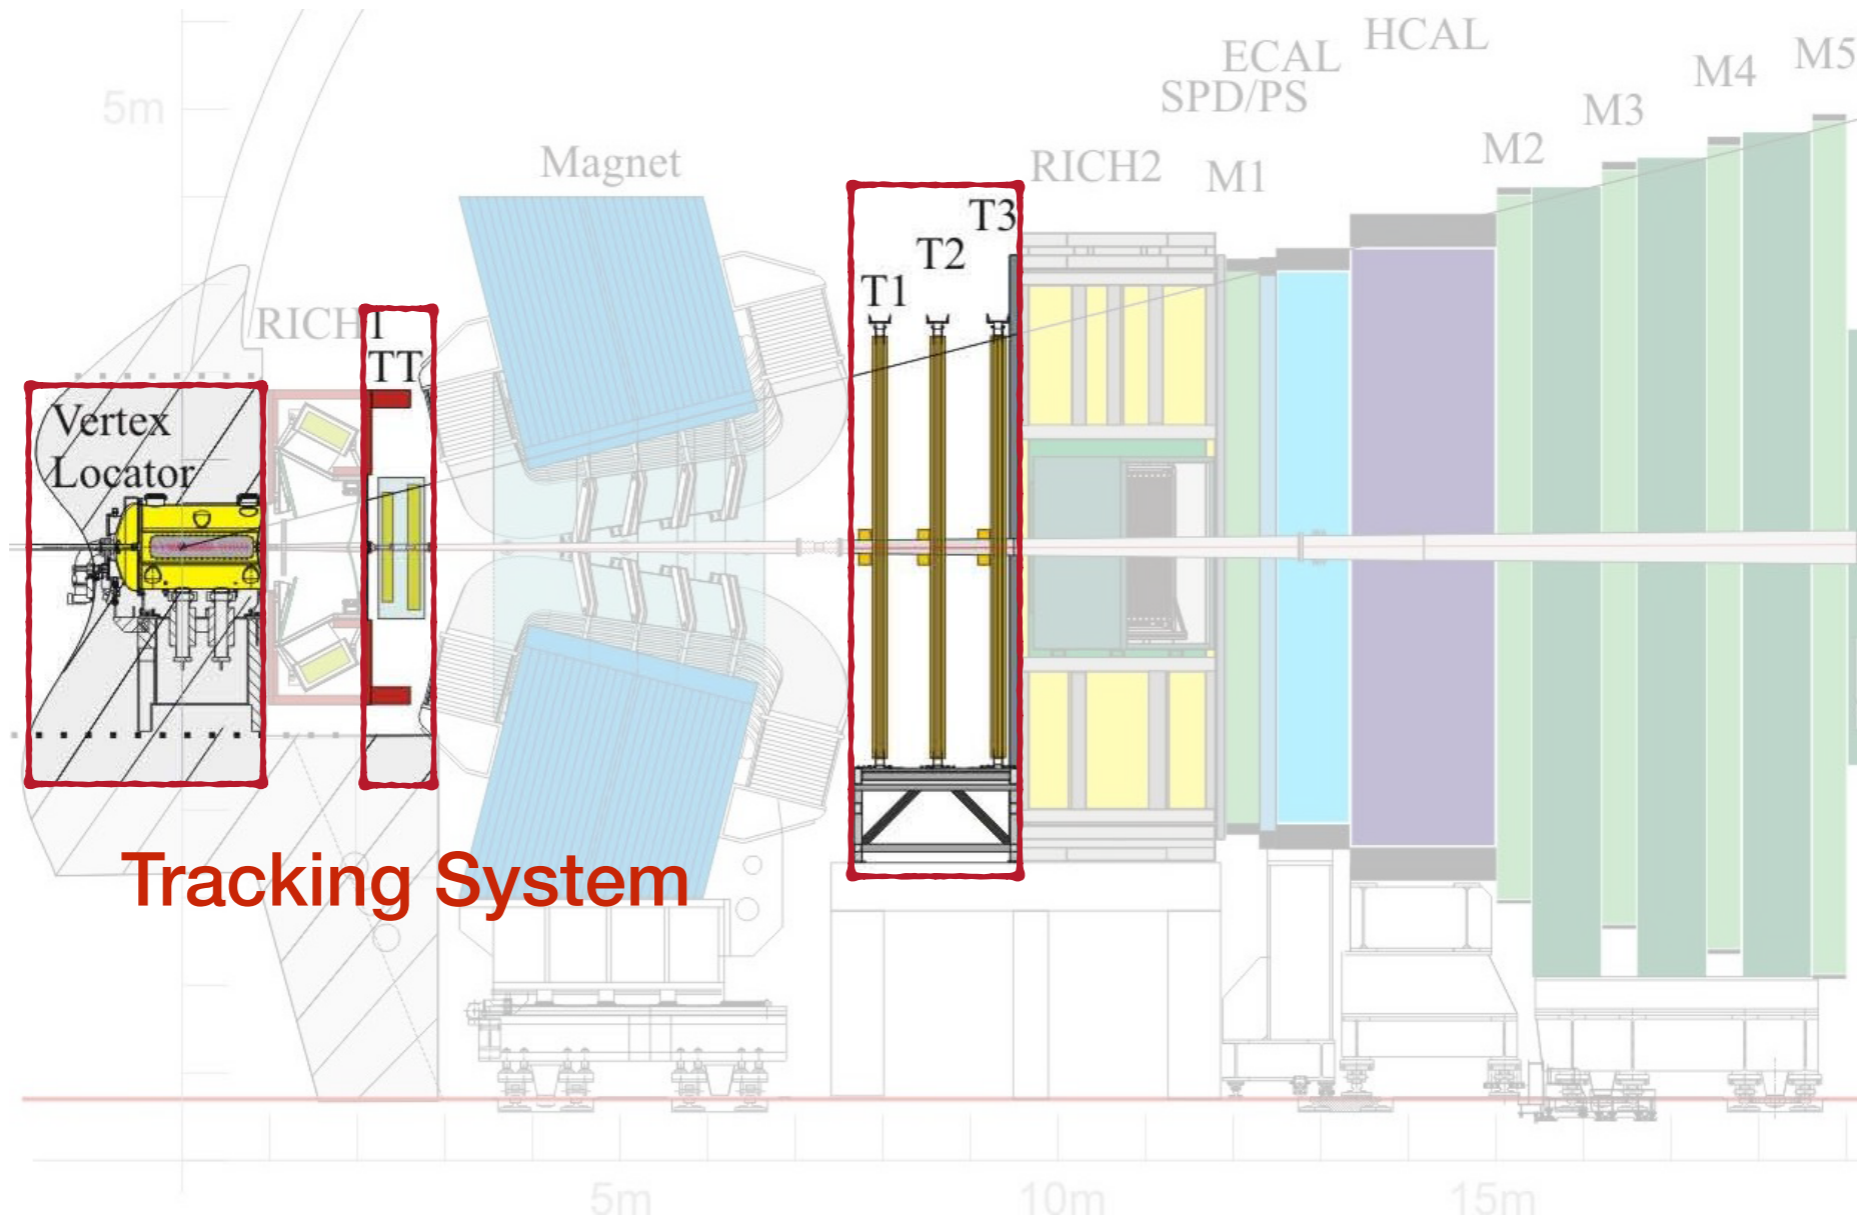 HCAL
ECAL
M5
M4
SPD/PS
5m
M3
M2
Magnet
RICH2
M1
T3
T2
T1
RICH1
TT
Vertex
Locator
Tracking System
5m
10m
15m